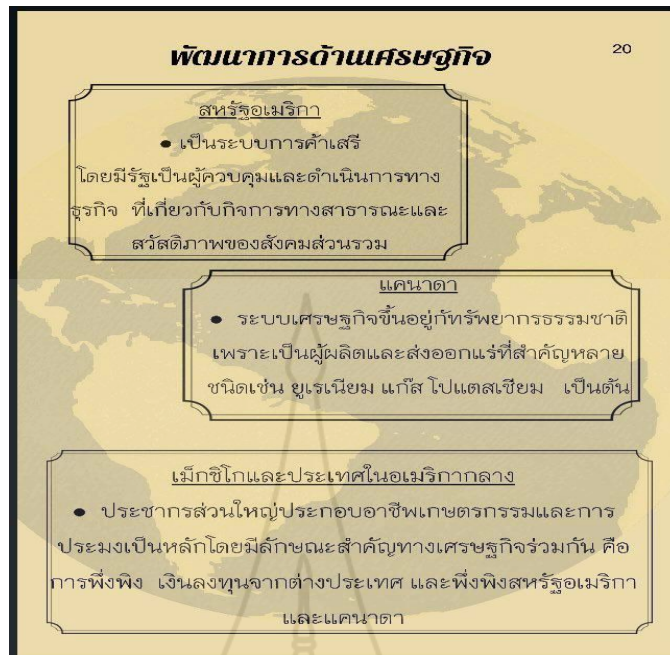 พัฒนาการด้านเศรษฐกิจ
20
สหรัฐอเมริกา
● เป็นระบบการค้าเสรี
โดยมีรัฐเป็นผู้ควบคุมและดำเนินการทาง
ธุรกิจ ที่เกี่ยวกับกิจการทางสาธารณะและ
สวัสดิภาพของสังคมส่วนรวม
แคนาดา
● ระบบเศรษฐกิจขึ้นอยู่กัทรัพยากรธรรมชาติ
เพราะเป็นผู้ผลิตและส่งออกแร่ที่สำคัญหลาย
ชนิดเช่น ยูเรเนียม แก๊ส โปแตสเซียม เป็นต้น
เม็กซิโกและประเทศในอเมริกากลาง
● ประชากรส่วนใหญ่ประกอบอาชีพเกษตรกรรมและการ
ประมงเป็นหลักโดยมีลักษณะสำคัญทางเศรษฐกิจร่วมกัน คือ
การพึ่งพิง เงินลงทุนจากต่างประเทศ และพึ่งพิงสหรัฐอเมริกา
และแคนาดา